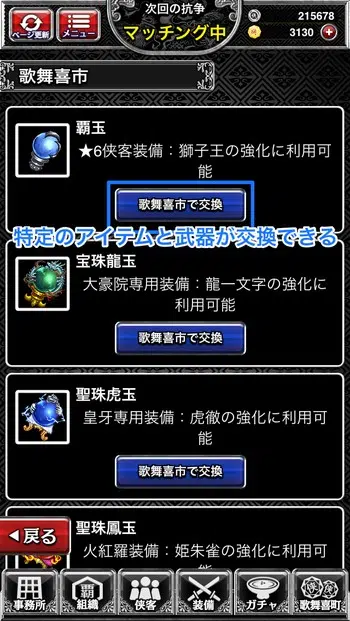 ページ更新
メニュー
次回の抗争
マッチング中
215678
3130
歌舞喜市
覇玉
★6侠客装備：獅子王の強化に利用可
能
歌舞喜市で交換
特定のアイテムと武器が交換できる
宝珠龍玉
大豪院専用装備：龍一文字の強化に
利用可能
歌舞喜市で交換
聖珠虎玉
皇牙専用装備：虎徹の強化に利用可
能
歌舞喜市で交換
聖珠鳳玉
火紅羅専用装備：姫朱雀の強化に利
戻る
事務所
覇
組織
侠客
装備
ガチャ
歌舞喜町